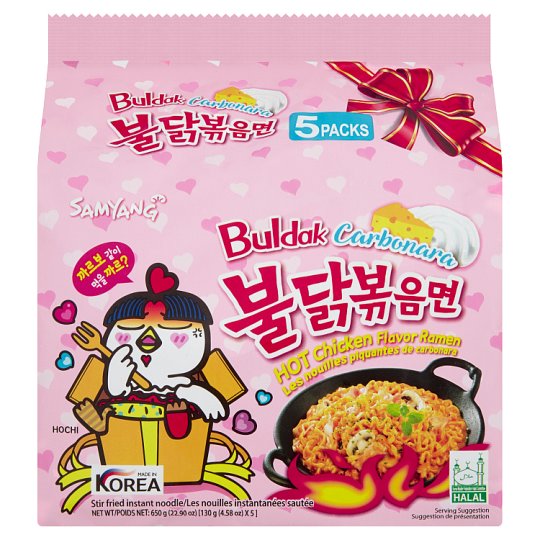 Buldak Carbonara
불닭볶음면
5 PACKS
SAMYANG
까르보 같이
먹을 까르?
Buldak Carbonara
불닭볶음면
HOT Chicken Flavor Ramen
Les nouilles piquantes de carbonara
HOCHI
MADE IN
KOREA
HALAL
Stir fried instant noodle/Les nouilles instantanées sautée
NET WT/POIDS NET: 650 g (22.90 oz) [130 g (4.58 oz) X 5]
Serving Suggestion
Suggestion de présentation